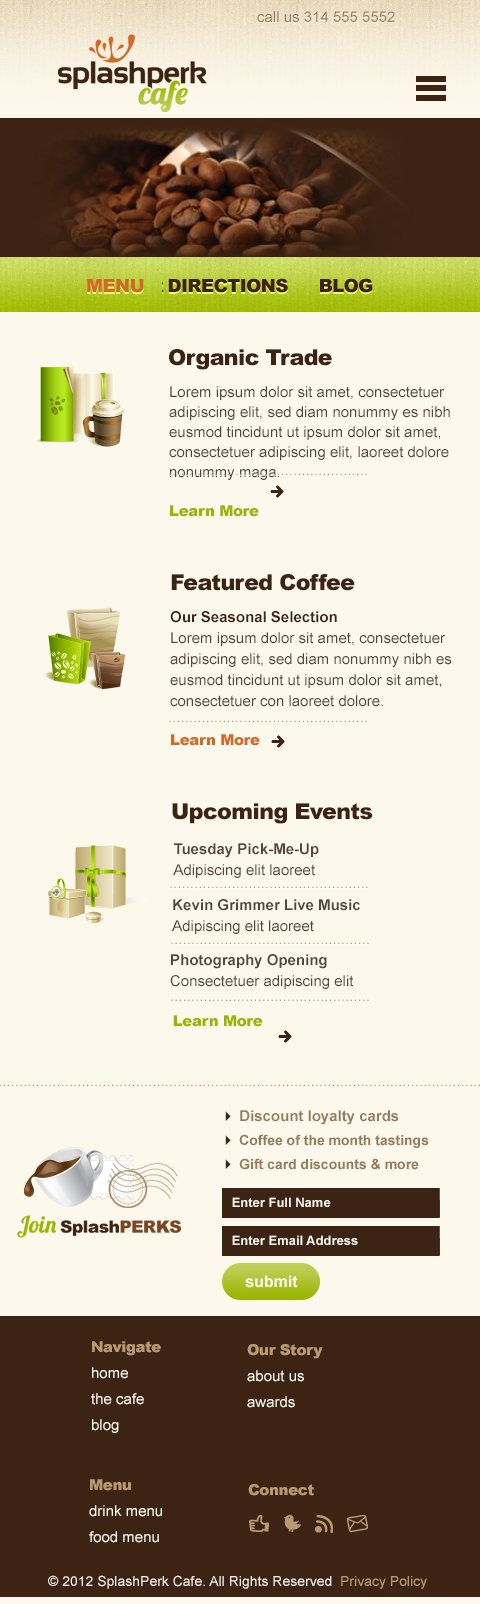 call us 314 555 5552
splashperk
cafe
MENU : DIRECTIONS BLOG
Organic Trade
Lorem ipsum dolor sit amet, consectetuer
adipiscing elit, sed diam nonummy es nibh
eusmod tincidunt ut ipsum dolor sit amet,
consectetuer adipiscing elit, laoreet dolore
nonummy maga.
Learn More
Featured Coffee
Our Seasonal Selection
Lorem ipsum dolor sit amet, consectetuer
adipiscing elit, sed diam nonummy nibh es
eusmod tincidunt ut ipsum dolor sit amet,
consectetuer con laoreet dolore.
Learn More
Upcoming Events
Tuesday Pick-Me-Up
Adipiscing elit laoreet
Kevin Grimmer Live Music
Adipiscing elit laoreet
Photography Opening
Consectetuer adipiscing elit
Learn More
Discount loyalty cards
Coffee of the month tastings
Gift card discounts & more
Join SplashPERKS
Enter Full Name
Enter Email Address
submit
Navigate
home
the cafe
blog
Our Story
about us
awards
Menu
drink menu
food menu
Connect
© 2012 SplashPerk Cafe. All Rights Reserved Privacy Policy